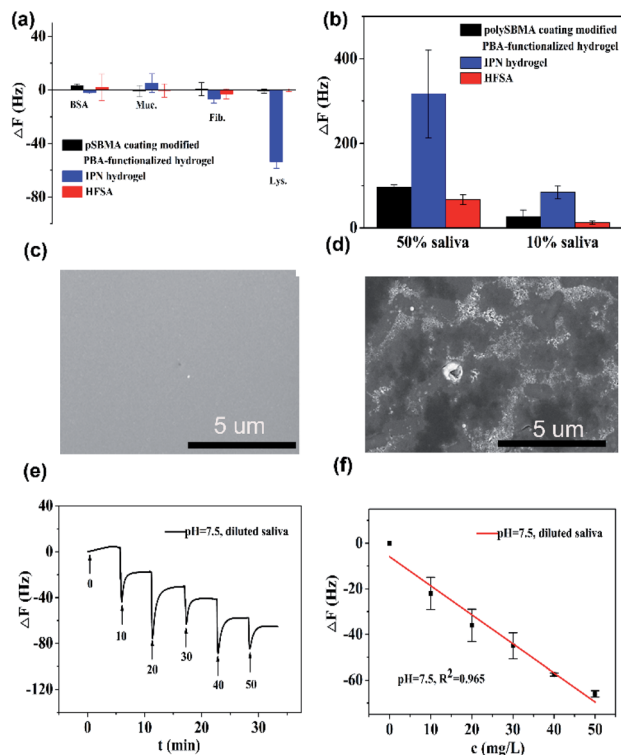 (a)
△F (Hz)
40
0
-40
-80
BSA
Muc.
Fib.
Lys.
pSBMA coating modified
PBA-functionalized hydrogel
IPN hydrogel
HFSA
(b)
△F (Hz)
400
200
0
polySBMA coating modified
PBA-functionalized hydrogel
IPN hydrogel
HFSA
50% saliva
10% saliva
(c)
5 um
(d)
5 um
(e)
△F (Hz)
40
0
-40
-80
-120
pH=7.5, diluted saliva
0
10
20
30
40
50
0
10
20
30
t (min)
(f)
△F (Hz)
0
-20
-40
-60
pH=7.5, diluted saliva
pH=7.5, R²=0.965
0
10
20
30
40
50
c (mg/L)